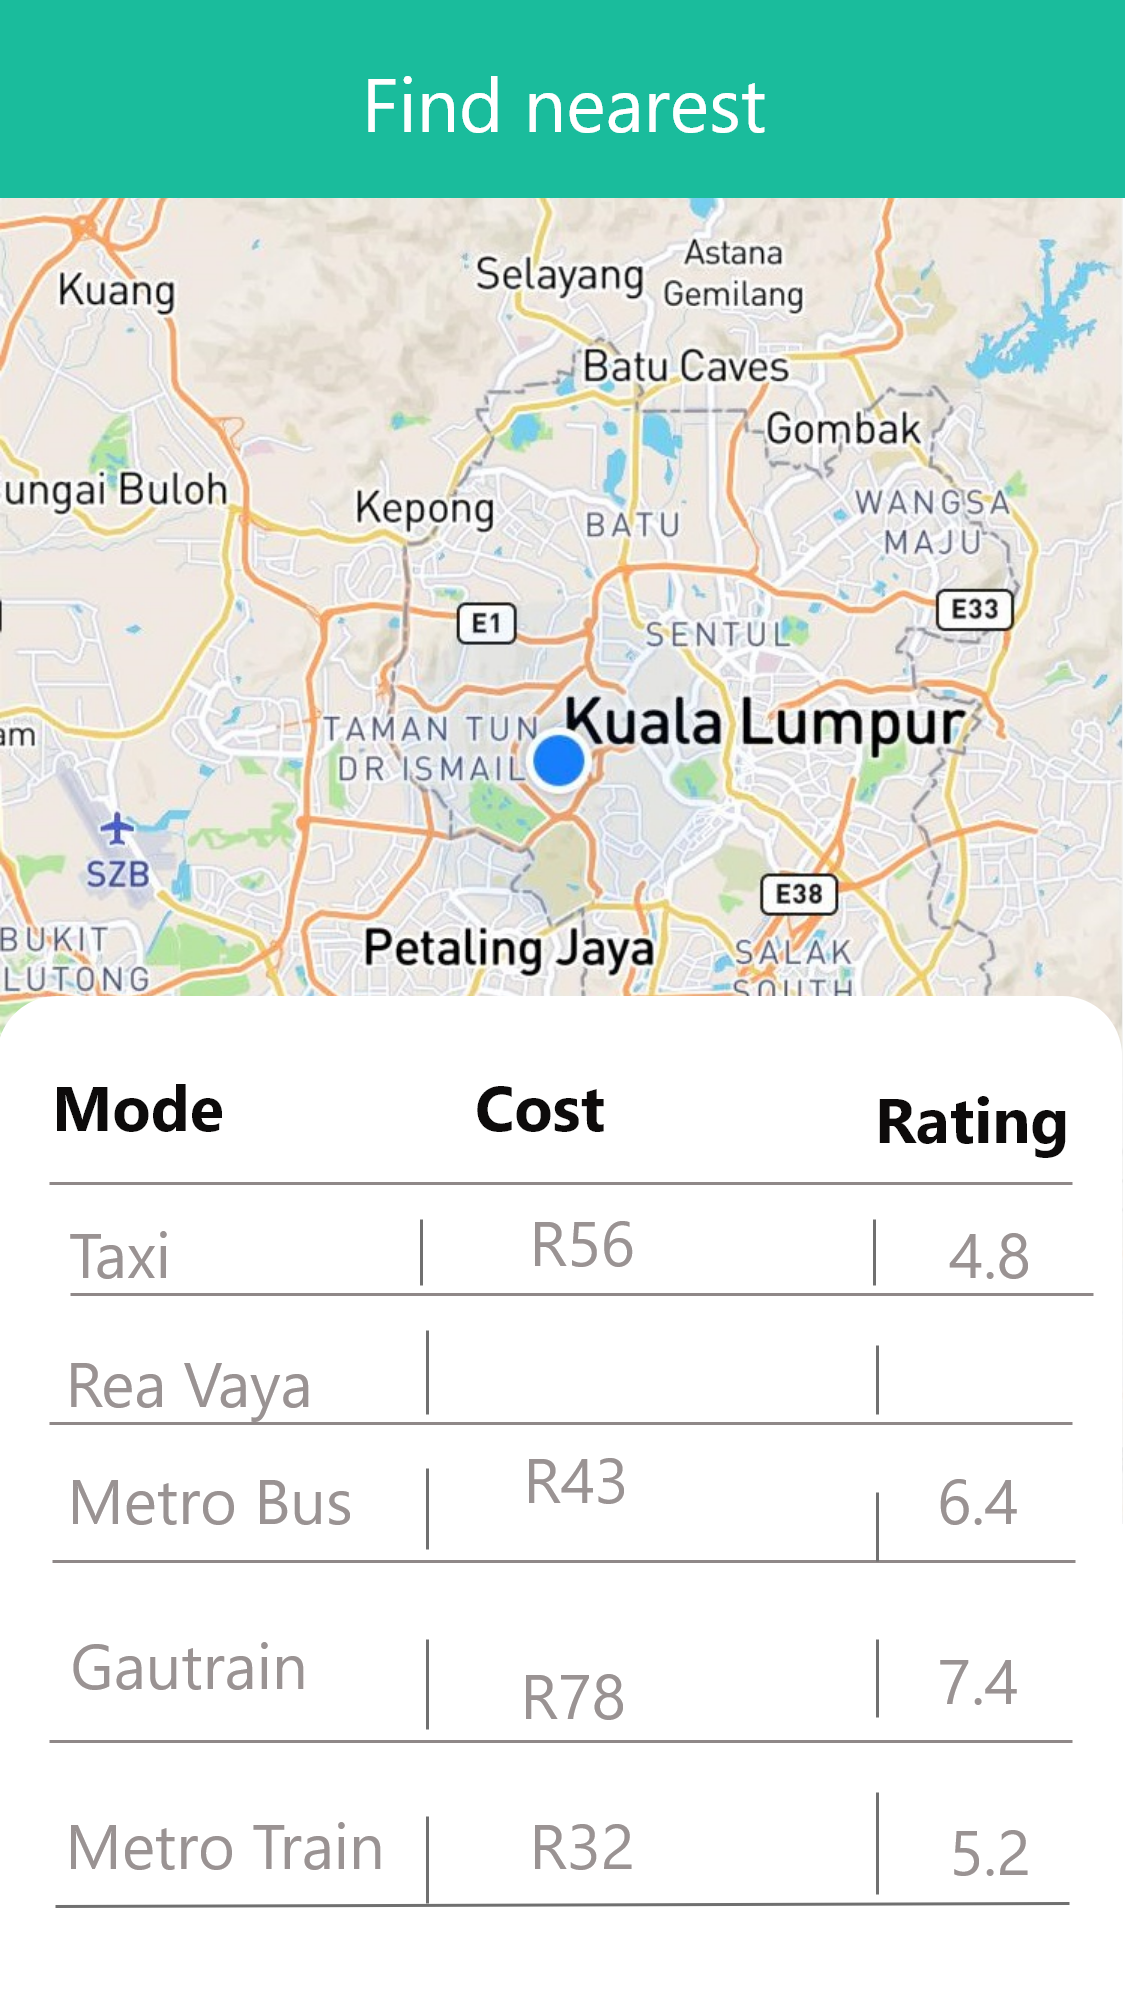 Find nearest
Kuang
Selayang
Astana
Gemilang
Batu Caves
Gombak
ungai Buloh
Kepong
BATU
WANGSA
MAJU
E1
E33
SENTUL
Kuala Lumpur
TAMAN TUN
DR ISMAIL
am
SZB
E38
BUKIT
LUTONG
Petaling Jaya
SALAK
SOUTH
Mode Cost Rating
Taxi R56 4.8
Rea Vaya
Metro Bus R43 6.4
Gautrain R78 7.4
Metro Train R32 5.2